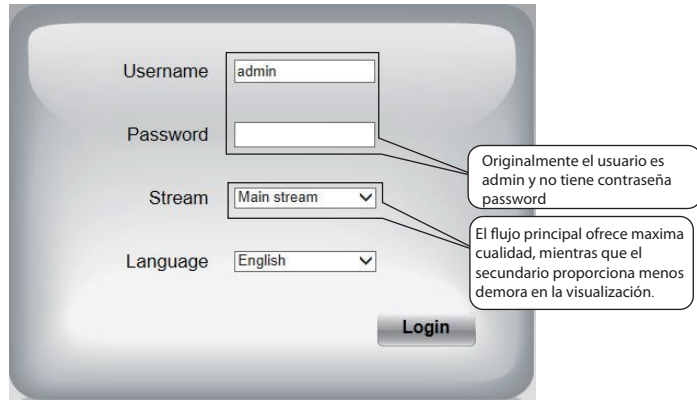 Username admin
Password
Originalmente el usuario es
admin y no tiene contraseña
password
Stream Main stream
El flujo principal ofrece maxima
cualidad, mientras que el
secundario proporciona menos
demora en la visualización.
Language English
Login